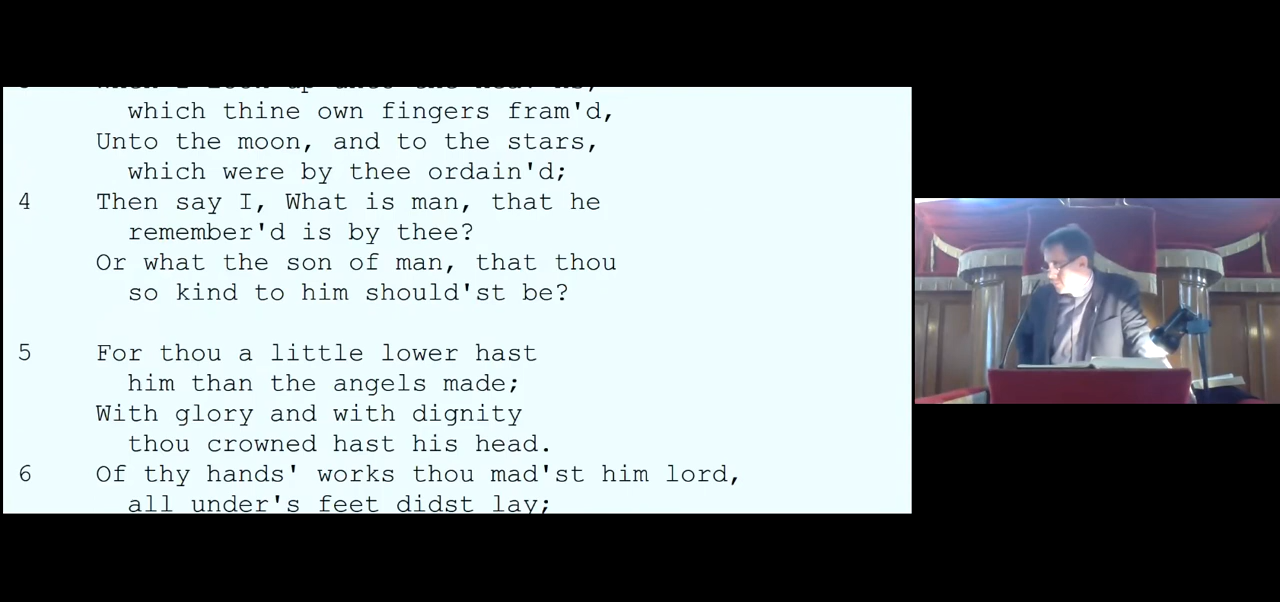 which thine own fingers fram'd,
Unto the moon, and to the stars,
which were by thee ordain'd;
4 Then say I, What is man, that he
remember'd is by thee?
Or what the son of man, that thou
so kind to him should'st be?
5 For thou a little lower hast
him than the angels made;
With glory and with dignity
thou crowned hast his head.
6 Of thy hands' works thou mad'st him lord,
all under's feet didst lay;